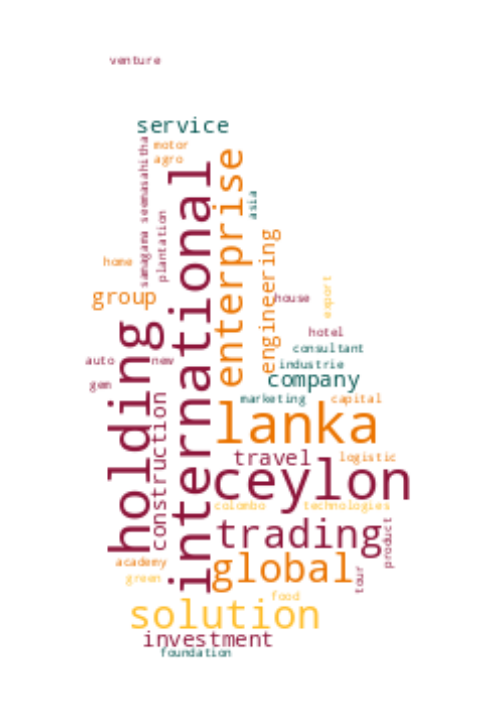 venture
service
motor
agro
samagama seemasahitha
enterprise
international
asia
plantation
engineering
home
group
house
export
holding
hotel
consultant
auto
new
industrie
company
gem
construction
marketing
capital
lanka
travel
logistic
ceylon
colombo
technologies
trading
product
academy
global
tour
green
food
solution
investment
foundation